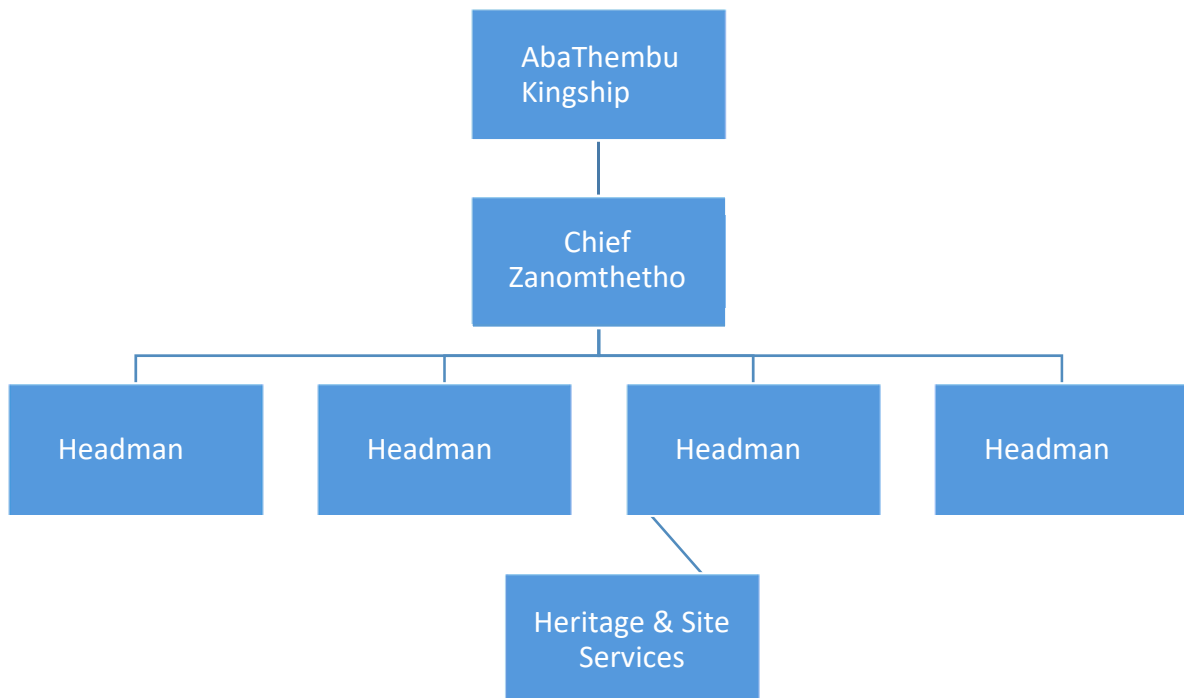 AbaThembu
Kingship
Chief
Zanomthetho
Headman
Headman
Headman
Headman
Heritage & Site
Services